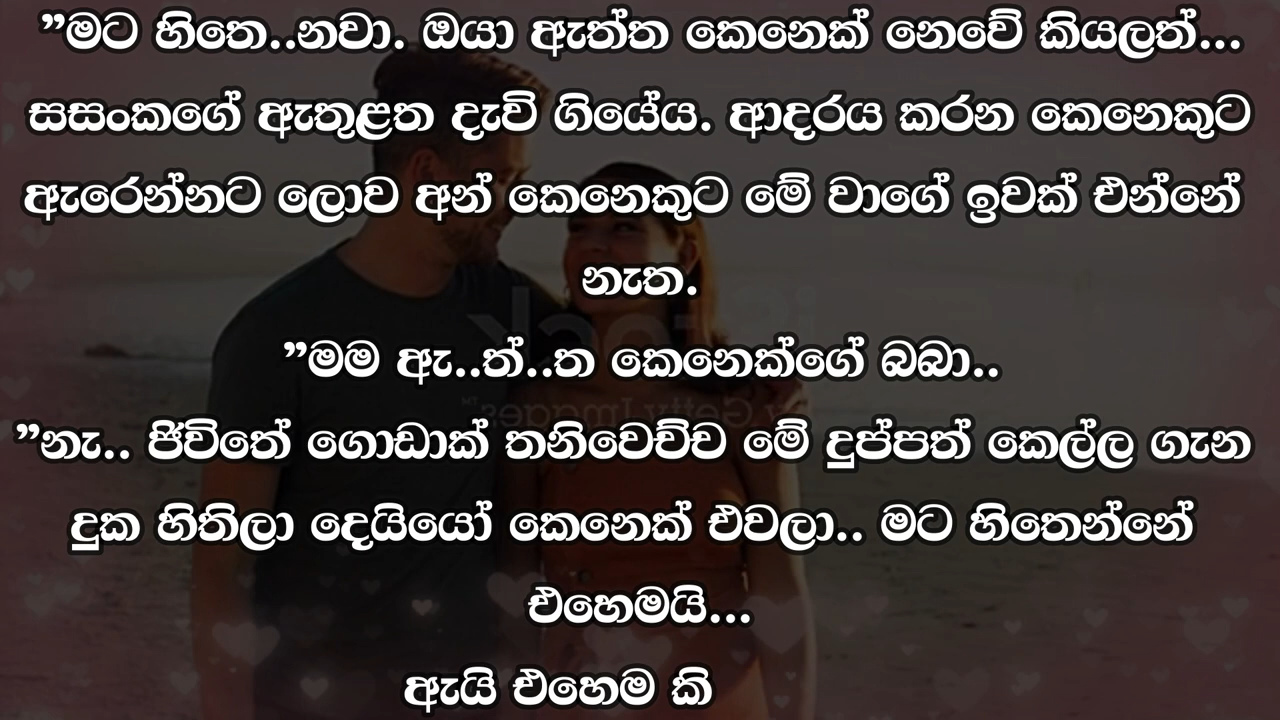 ”මට හිතෙ..නවා. ඔයා ඇත්ත කෙනෙක් නෙවේ කියලත්...
සසංකගේ ඇතුළත දැවි ගියේය. ආදරය කරන කෙනෙකුට
ඇරෙන්නට ලොව අන් කෙනෙකුට මේ වාගේ ඉවක් එන්නේ
නැත.
”මම ඇ..ත්..ත කෙනෙක්ගේ බබා..
”නෑ.. ජීවිතේ ගොඩාක් තනිවෙච්ච මේ දුප්පත් කෙල්ල ගැන
දුක හිතිලා දෙයියෝ කෙනෙක් එවලා.. මට හිතෙන්නේ
එහෙමයි...
ඇයි එහෙම කි